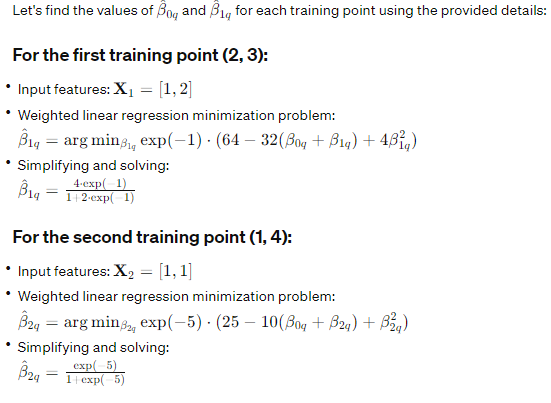 Let's find the values of β̂₀q and β̂₁q for each training point using the provided details:
For the first training point (2, 3):
• Input features: X₁ = [1, 2]
• Weighted linear regression minimization problem:
β̂₁q = arg min_β₁q exp(−1) · (64 − 32(β₀q + β₁q) + 4β²₁q)
• Simplifying and solving:
β̂₁q = 4·exp(−1) / 1+2·exp(−1)
For the second training point (1, 4):
• Input features: X₂ = [1, 1]
• Weighted linear regression minimization problem:
β̂₂q = arg min_β₂q exp(−5) · (25 − 10(β₀q + β₂q) + β²₂q)
• Simplifying and solving:
β̂₂q = exp(−5) / 1+exp(−5)